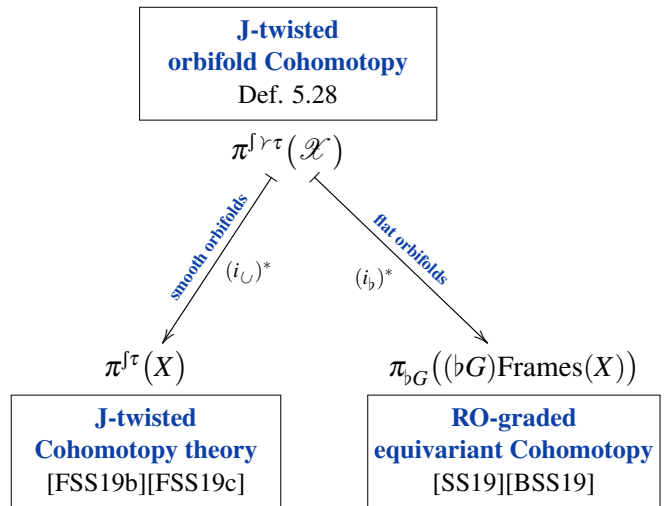 J-twisted
orbifold Cohomotopy
Def. 5.28
π^{ʃ ⋎ τ}(𝒳)
smooth orbifolds
(i_∪)^*
flat orbifolds
(i_♭)^*
π^{ʃτ}(X)
π_{♭G}((♭G)Frames(X))
J-twisted
Cohomotopy theory
[FSS19b][FSS19c]
RO-graded
equivariant Cohomotopy
[SS19][BSS19]